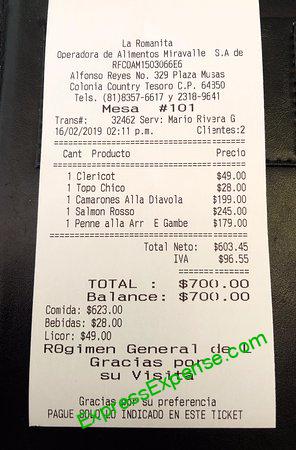 La Romanita
Operadora de Alimentos Miravalle S.A de
RFCOAM1503066E6
Alfonso Reyes No. 329 Plaza Musas
Colonia Country Tesoro C.P. 64350
Tels. (81)8357-6617 y 2318-9641
Mesa #101
Trans#: 32462 Serv: Mario Rivera G
16/02/2019 02:11 p.m. Clientes:2
Cant Producto Precio
1 Clericot $49.00
1 Topo Chico $28.00
1 Camarones Alla Diavola $199.00
1 Salmon Rosso $245.00
1 Penne alla Arr E Gambe $179.00
Total Neto: $603.45
IVA $96.55
TOTAL : $700.00
Balance: $700.00
Comida: $623.00
Bebidas: $28.00
Licor: $49.00
R0gimen General de L
Gracias por
su Visita
Gracias por su preferencia
PAGUE SOLO LO INDICADO EN ESTE TICKET
ExpressExpense.com